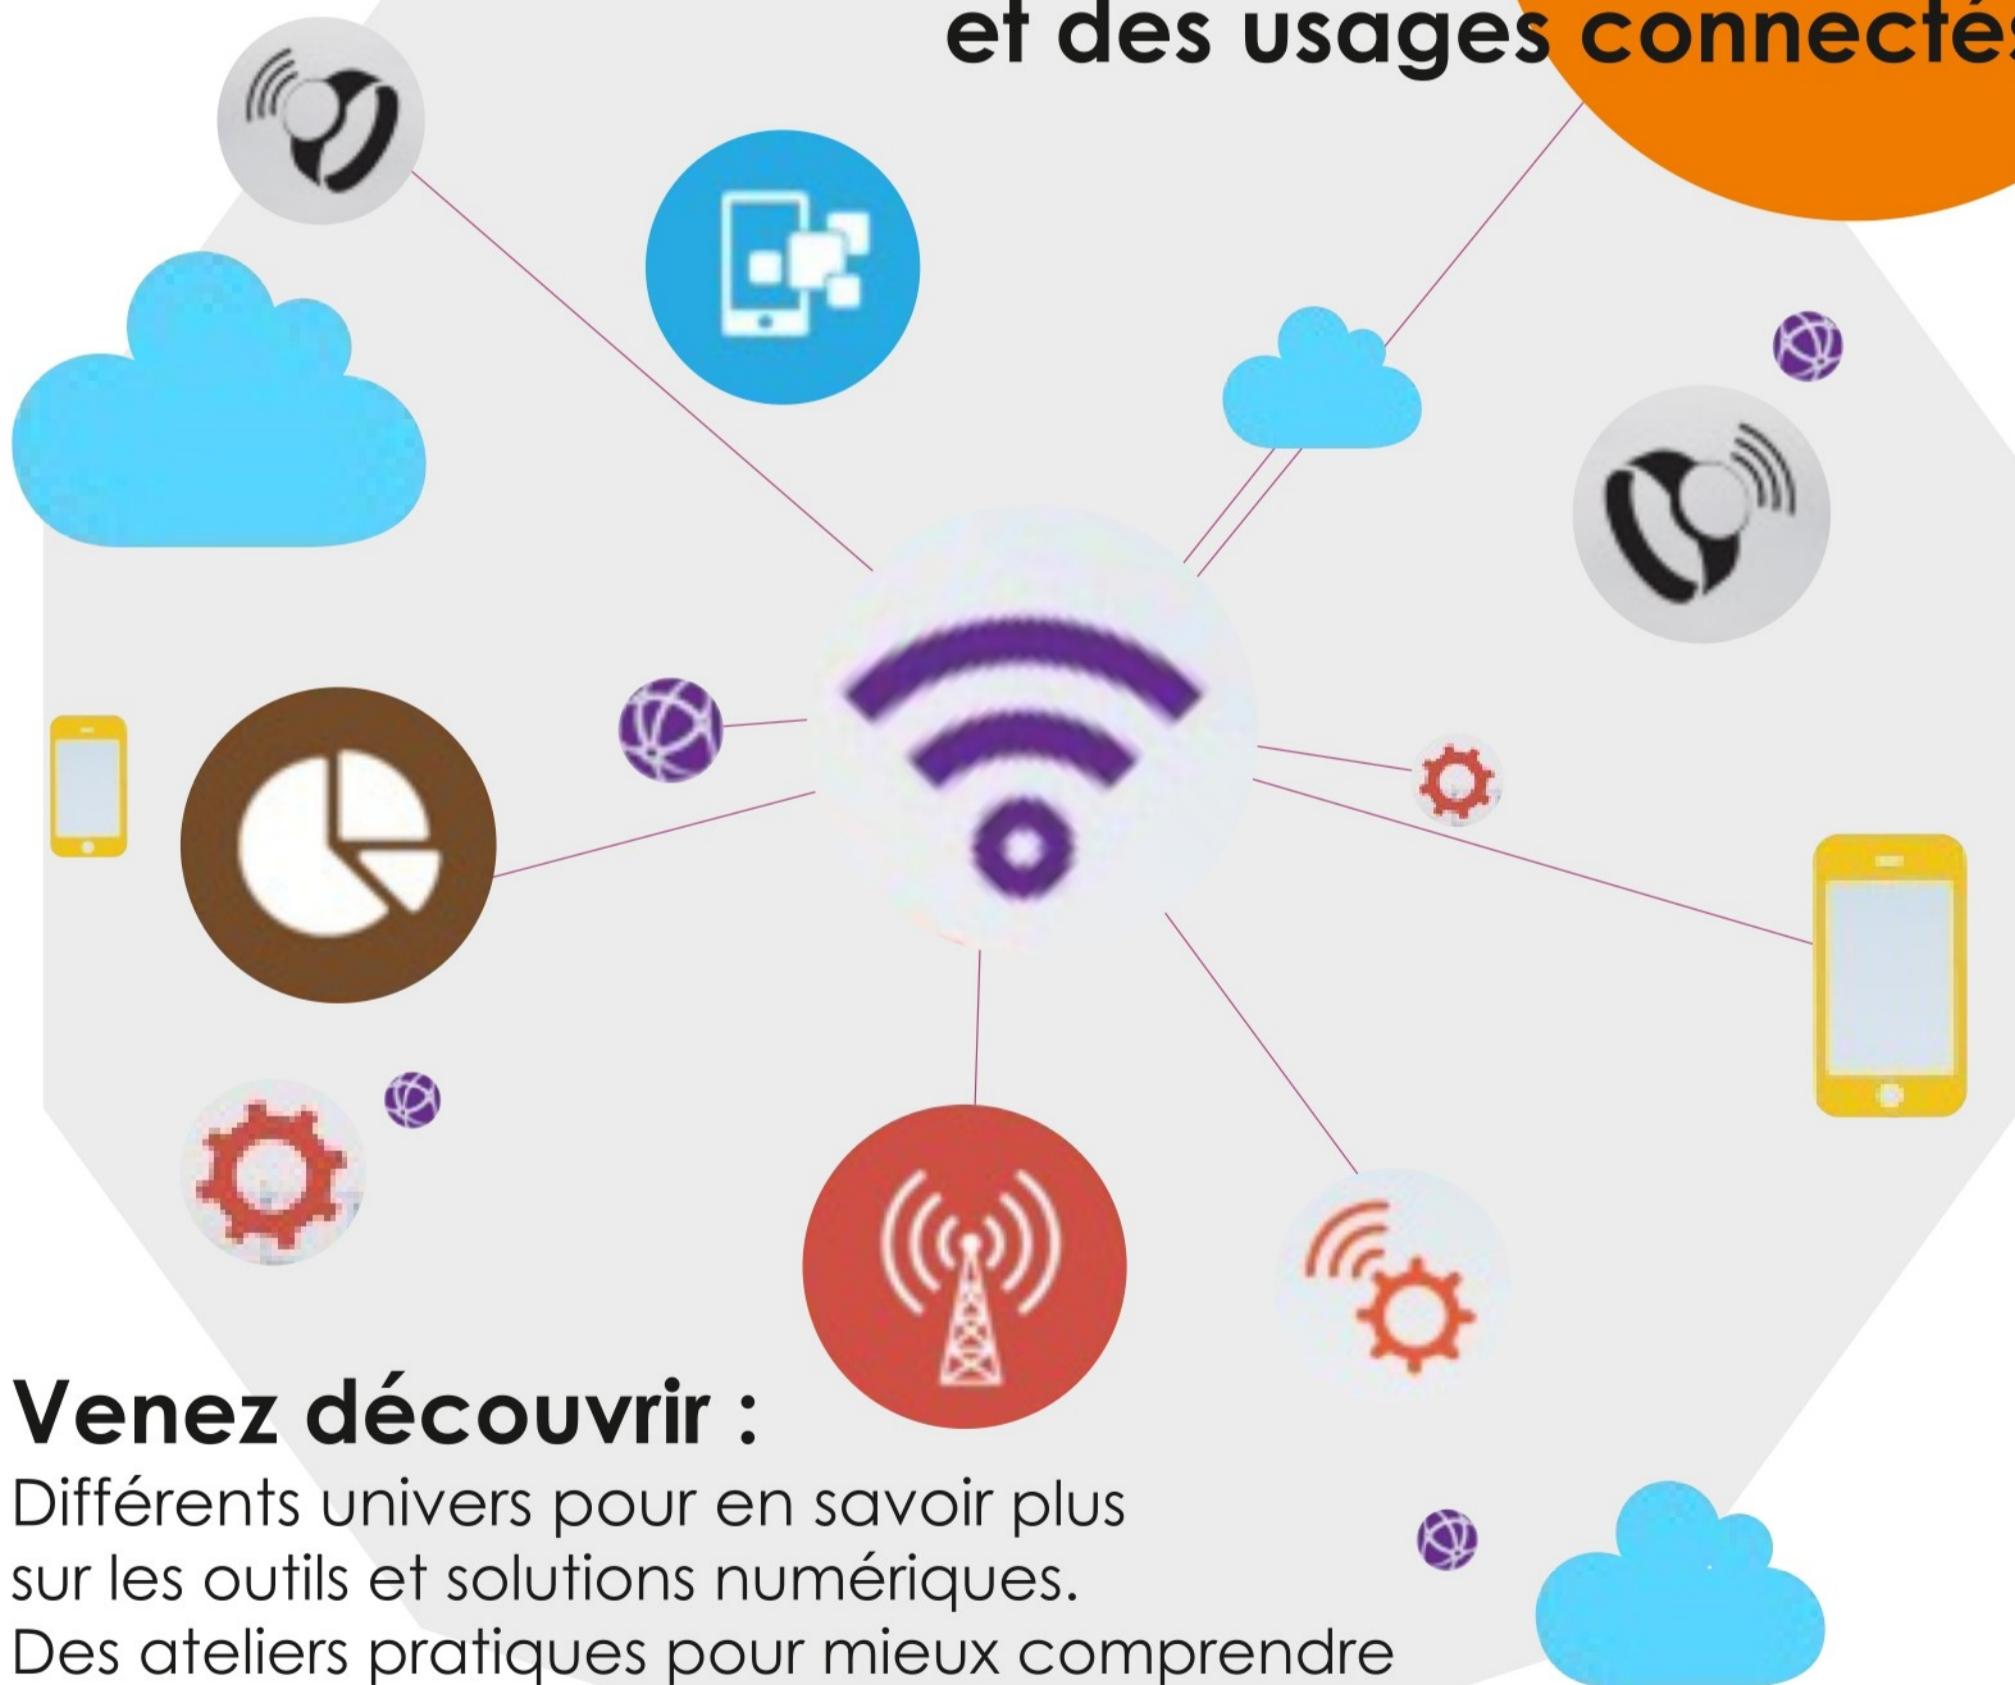 et des usages connectés
Venez découvrir :
Différents univers pour en savoir plus
sur les outils et solutions numériques.
Des ateliers pratiques pour mieux comprendre